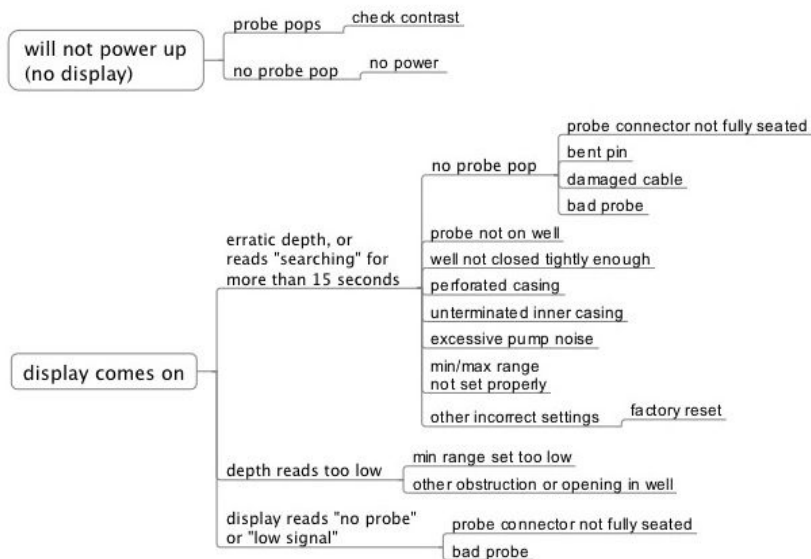 will not power up
(no display)
probe pops
check contrast
no probe pop
no power
display comes on
erratic depth, or
reads "searching" for
more than 15 seconds
no probe pop
probe connector not fully seated
bent pin
damaged cable
bad probe
probe not on well
well not closed tightly enough
perforated casing
unterminated inner casing
excessive pump noise
min/max range
not set properly
other incorrect settings
factory reset
depth reads too low
min range set too low
other obstruction or opening in well
display reads "no probe"
or "low signal"
probe connector not fully seated
bad probe